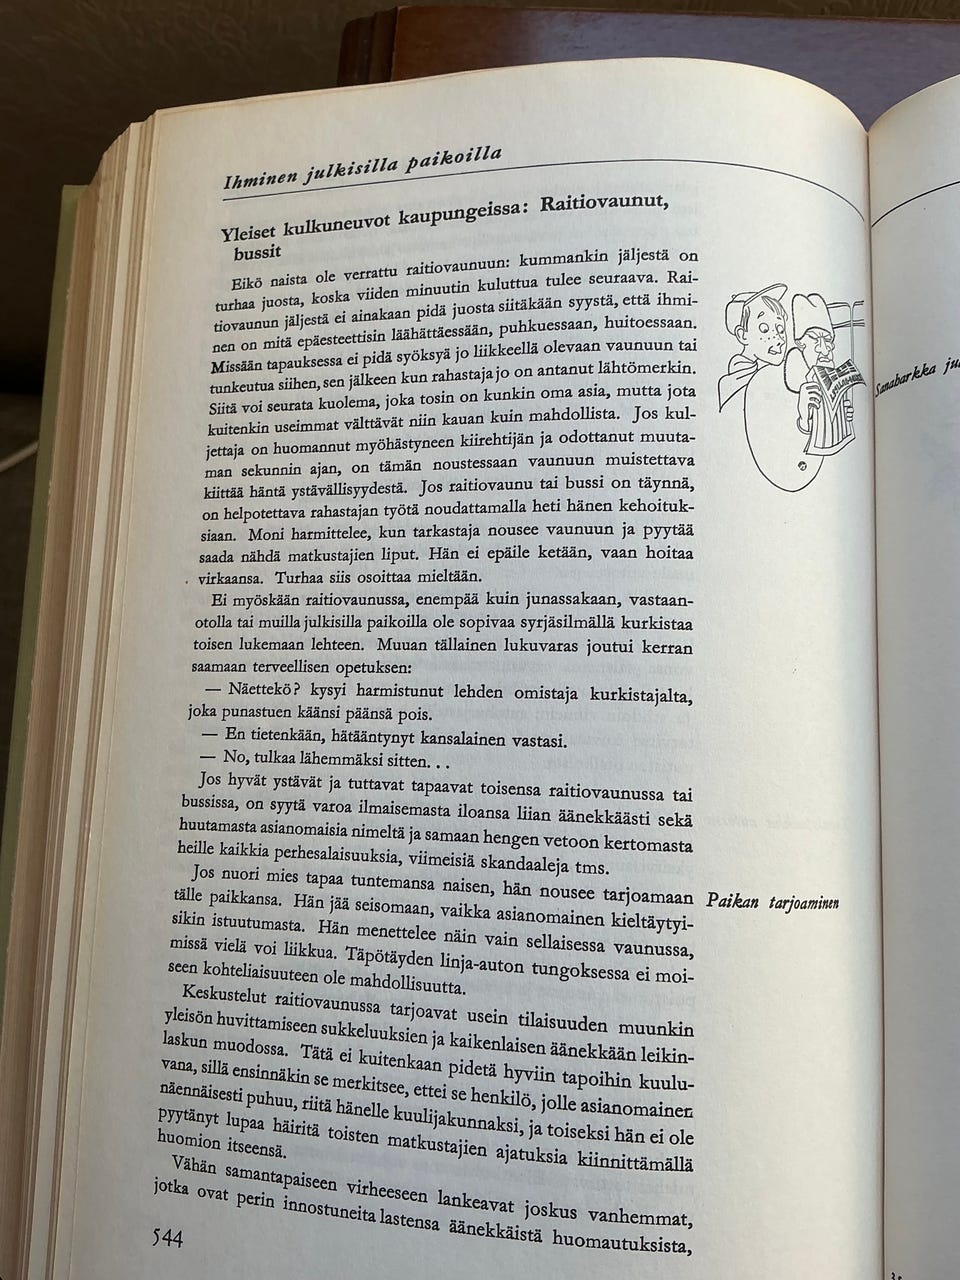 Ihminen julkisilla paikoilla
Yleiset kulkuneuvot kaupungeissa: Raitiovaunut,
bussit
Eikö naista ole verrattu raitiovaunuun: kummankin jäljestä on
turhaa juosta, koska viiden minuutin kuluttua tulee seuraava. Rai-
tiovaunun jäljestä ei ainakaan pidä juosta siitäkään syystä, että ihmi-
nen on mitä epäesteettisin läähättäessään, puhkuessaan, huitoessaan.
Missään tapauksessa ei pidä syöksyä jo liikkeellä olevaan vaunuun tai
tunkeutua siihen, sen jälkeen kun rahastaja jo on antanut lähtömerkin.
Siitä voi seurata kuolema, joka tosin on kunkin oma asia, mutta jota
kuitenkin useimmat välttävät niin kauan kuin mahdollista. Jos kul-
jettaja on huomannut myöhästyneen kiirehtijän ja odottanut muuta-
man sekunnin ajan, on tämän noustessaan vaunuun muistettava
kiittää häntä ystävällisyydestä. Jos raitiovaunu tai bussi on täynnä,
on helpotettava rahastajan työtä noudattamalla heti hänen kehoituk-
siaan. Moni harmittelee, kun tarkastaja nousee vaunuun ja pyytää
saada nähdä matkustajien liput. Hän ei epäile ketään, vaan hoitaa
virkaansa. Turhaa siis osoittaa mieltään.
Ei myöskään raitiovaunussa, enempää kuin junassakaan, vastaan-
otolla tai muilla julkisilla paikoilla ole sopivaa syrjäsilmällä kurkistaa
toisen lukemaan lehteen. Muuan tällainen lukuvaras joutui kerran
saamaan terveellisen opetuksen:
— Näettekö? kysyi harmistunut lehden omistaja kurkistajalta,
joka punastuen käänsi päänsä pois.
— En tietenkään, hätääntynyt kansalainen vastasi.
— No, tulkaa lähemmäksi sitten. . .
Jos hyvät ystävät ja tuttavat tapaavat toisensa raitiovaunussa tai
bussissa, on syytä varoa ilmaisemasta iloansa liian äänekkäästi sekä
huutamasta asianomaisia nimeltä ja samaan hengen vetoon kertomasta
heille kaikkia perhesalaisuuksia, viimeisiä skandaaleja tms.
Jos nuori mies tapaa tuntemansa naisen, hän nousee tarjoamaan
tälle paikkansa. Hän jää seisomaan, vaikka asianomainen kieltäytyi-
sikin istuutumasta. Hän menettelee näin vain sellaisessa vaunussa,
missä vielä voi liikkua. Täpötäyden linja-auton tungoksessa ei moi-
seen kohteliaisuuteen ole mahdollisuutta.
Paikan tarjoaminen
Keskustelut raitiovaunussa tarjoavat usein tilaisuuden muunkin
yleisön huvittamiseen sukkeluuksien ja kaikenlaisen äänekkään leikin-
laskun muodossa. Tätä ei kuitenkaan pidetä hyviin tapoihin kuulu-
vana, sillä ensinnäkin se merkitsee, ettei se henkilö, jolle asianomainen
näennäisesti puhuu, riitä hänelle kuulijakunnaksi, ja toiseksi hän ei ole
pyytänyt lupaa häiritä toisten matkustajien ajatuksia kiinnittämällä
huomion itseensä.
Vähän samantapaiseen virheeseen lankeavat joskus vanhemmat,
jotka ovat perin innostuneita lastensa äänekkäistä huomautuksista,
544
Sanaharkka